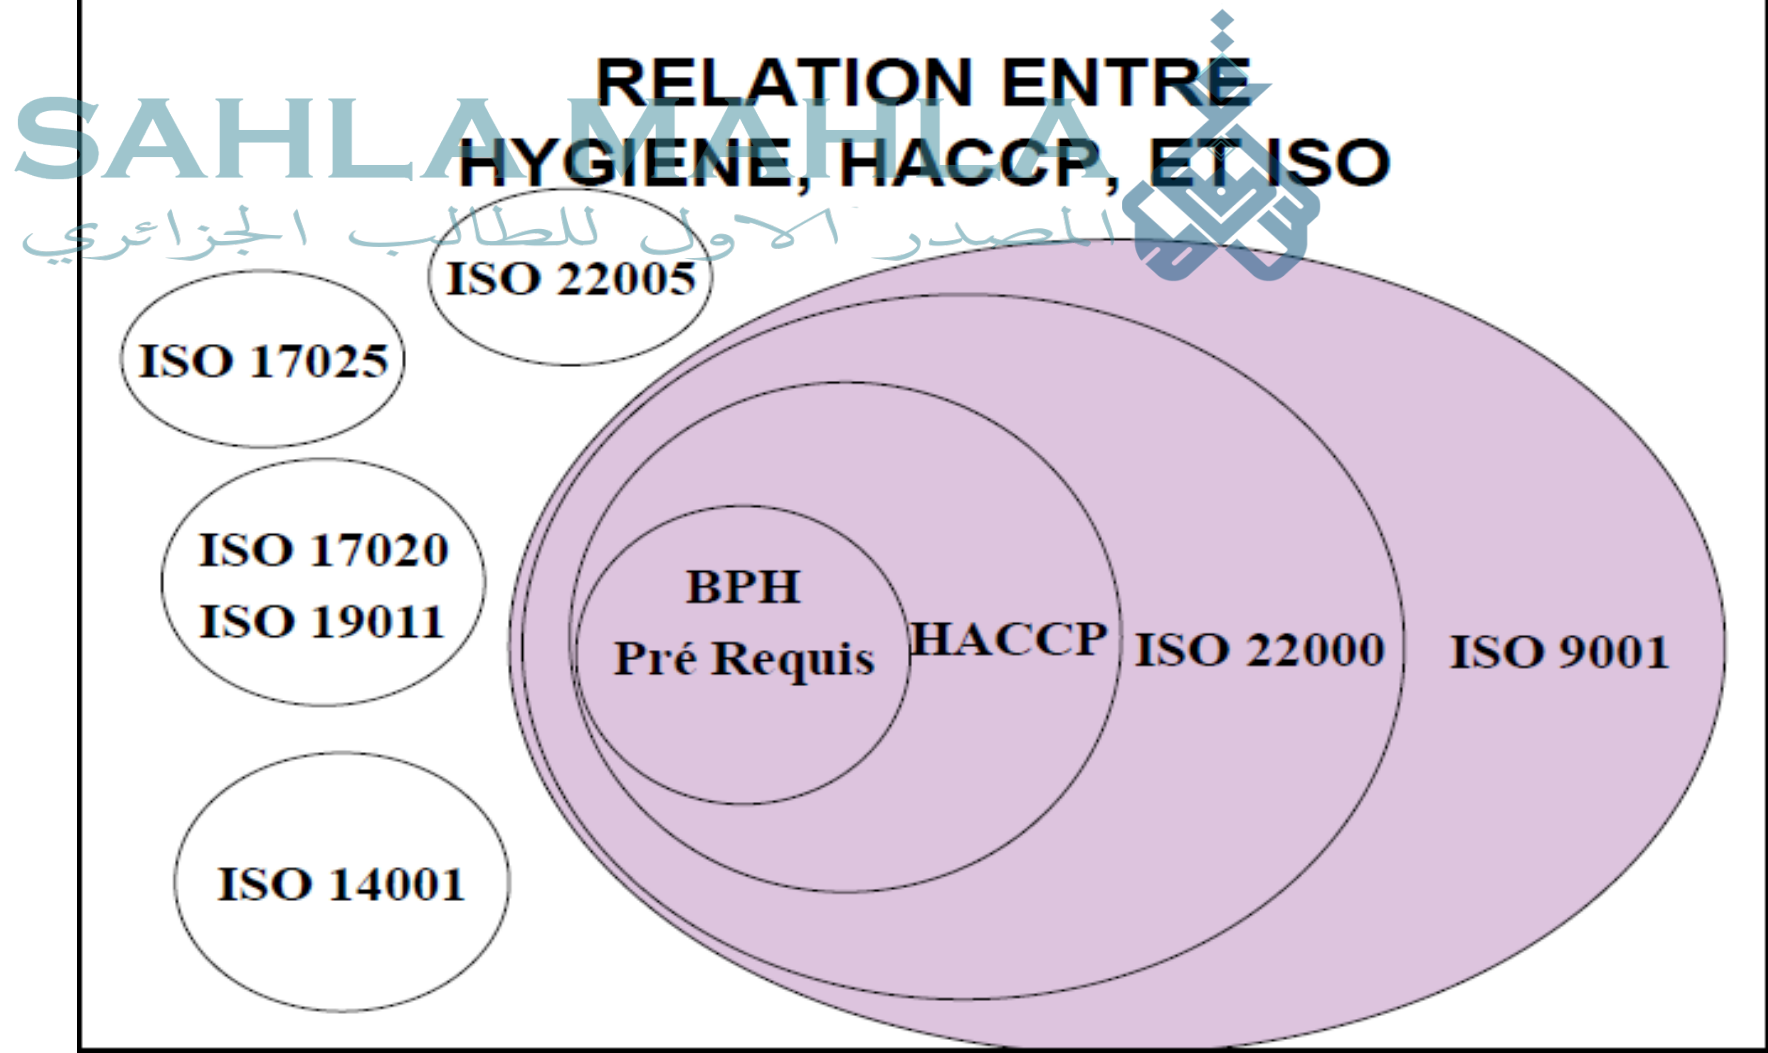 RELATION ENTRE
HYGIENE, HACCP, ET ISO
SAHLA MAHLA
المصدر الاول للطالب الجزائري
ISO 22005
ISO 17025
ISO 17020
ISO 19011
ISO 14001
BPH
Pré Requis
HACCP
ISO 22000
ISO 9001